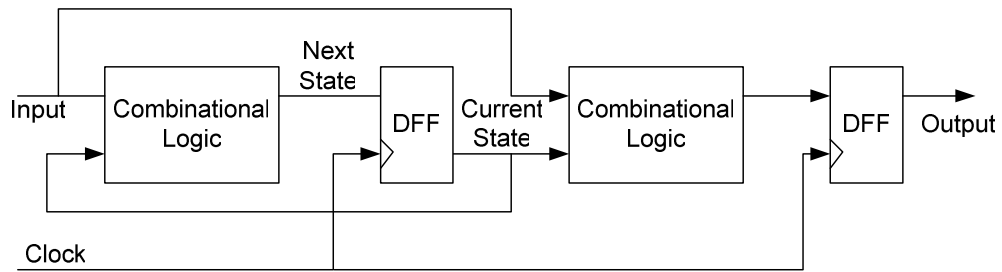 Next
State
Input
Combinational
Logic
DFF
Current
State
Combinational
Logic
DFF
Output
Clock